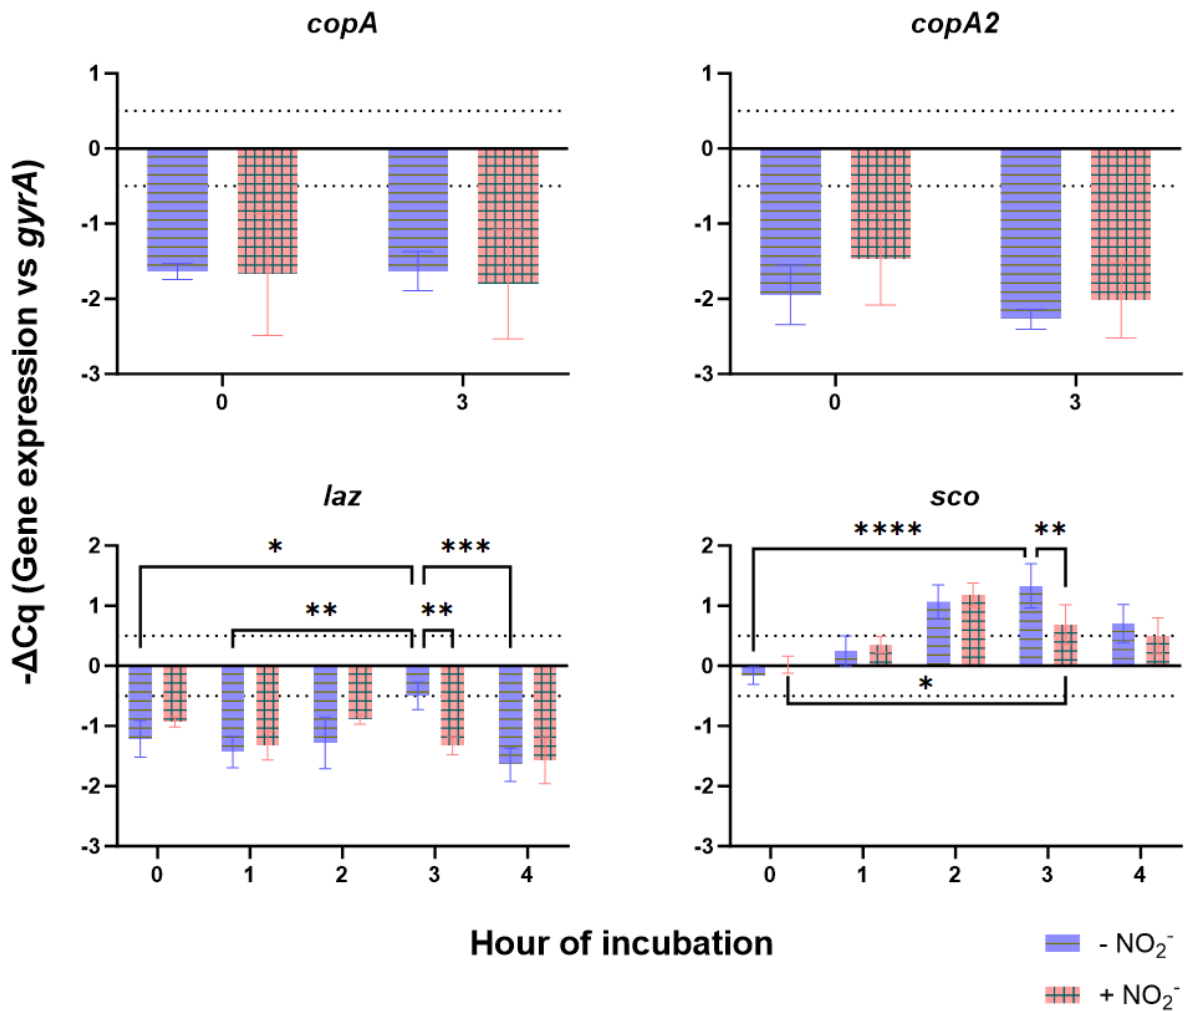 -ΔCq (Gene expression vs gyrA)
copA
1
0
-1
-2
-3
0 3
copA2
1
0
-1
-2
-3
0 3
laz
2
1
0
-1
-2
-3
* ***
** **
0 1 2 3 4
sco
2
1
0
-1
-2
-3
**** **
*
0 1 2 3 4
Hour of incubation
- NO₂⁻
+ NO₂⁻